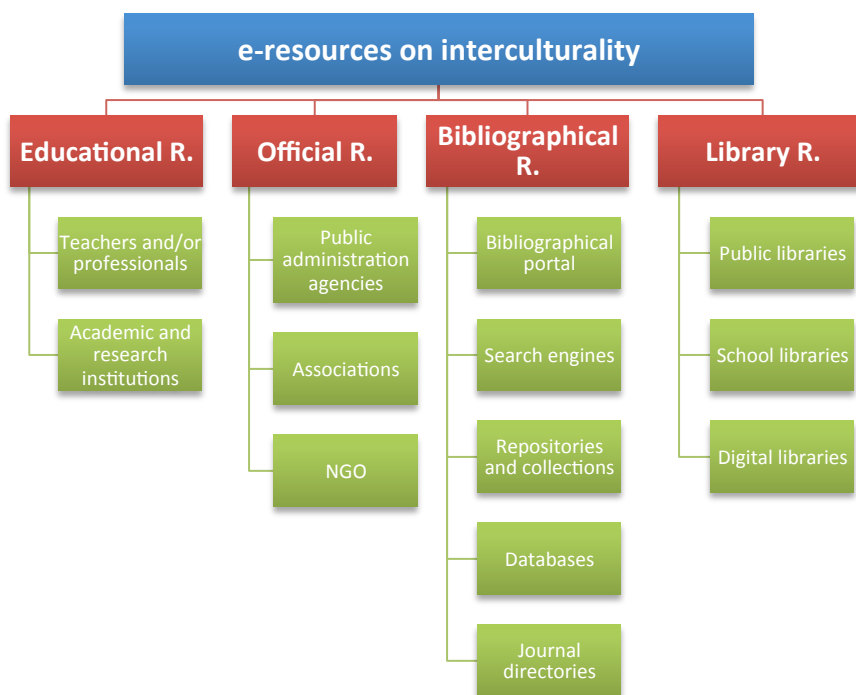 e-resources on interculturality
Educational R.
Official R.
Bibliographical
R.
Library R.
Teachers and/or
professionals
Academic and
research
institutions
Public
administration
agencies
Associations
NGO
Bibliographical
portal
Search engines
Repositories
and collections
Databases
Journal
directories
Public libraries
School libraries
Digital libraries